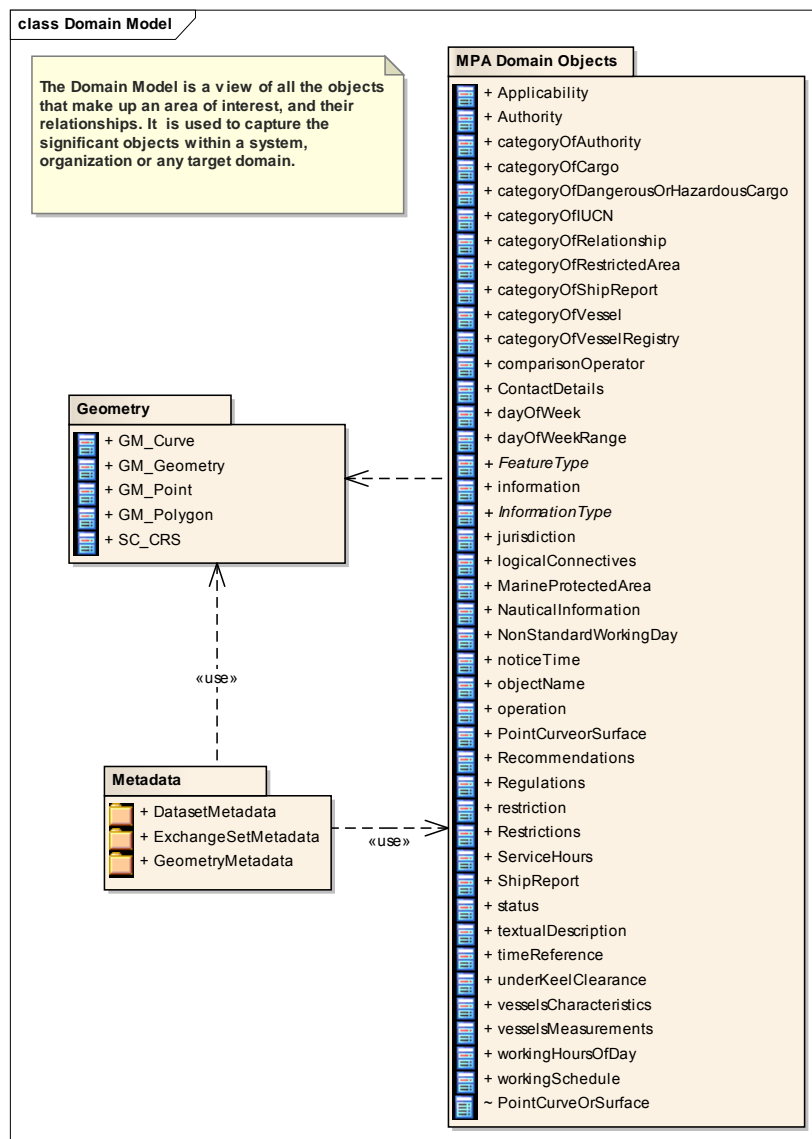 class Domain Model
The Domain Model is a view of all the objects
that make up an area of interest, and their
relationships. It is used to capture the
significant objects within a system,
organization or any target domain.
MPA Domain Objects
+ Applicability
+ Authority
+ categoryOfAuthority
+ categoryOfCargo
+ categoryOfDangerousOrHazardousCargo
+ categoryOfIUCN
+ categoryOfRelationship
+ categoryOfRestrictedArea
+ categoryOfShipReport
+ categoryOfVessel
+ categoryOfVesselRegistry
+ comparisonOperator
+ ContactDetails
+ dayOfWeek
+ dayOfWeekRange
+ FeatureType
+ information
+ InformationType
+ jurisdiction
+ logicalConnectives
+ MarineProtectedArea
+ NauticalInformation
+ NonStandardWorkingDay
+ noticeTime
+ objectName
+ operation
+ PointCurveorSurface
+ Recommendations
+ Regulations
+ restriction
+ Restrictions
+ ServiceHours
+ ShipReport
+ status
+ textualDescription
+ timeReference
+ underKeelClearance
+ vesselsCharacteristics
+ vesselsMeasurements
+ workingHoursOfDay
+ workingSchedule
~ PointCurveOrSurface
Geometry
+ GM_Curve
+ GM_Geometry
+ GM_Point
+ GM_Polygon
+ SC_CRS
«use»
Metadata
+ DatasetMetadata
+ ExchangeSetMetadata
+ GeometryMetadata
«use»